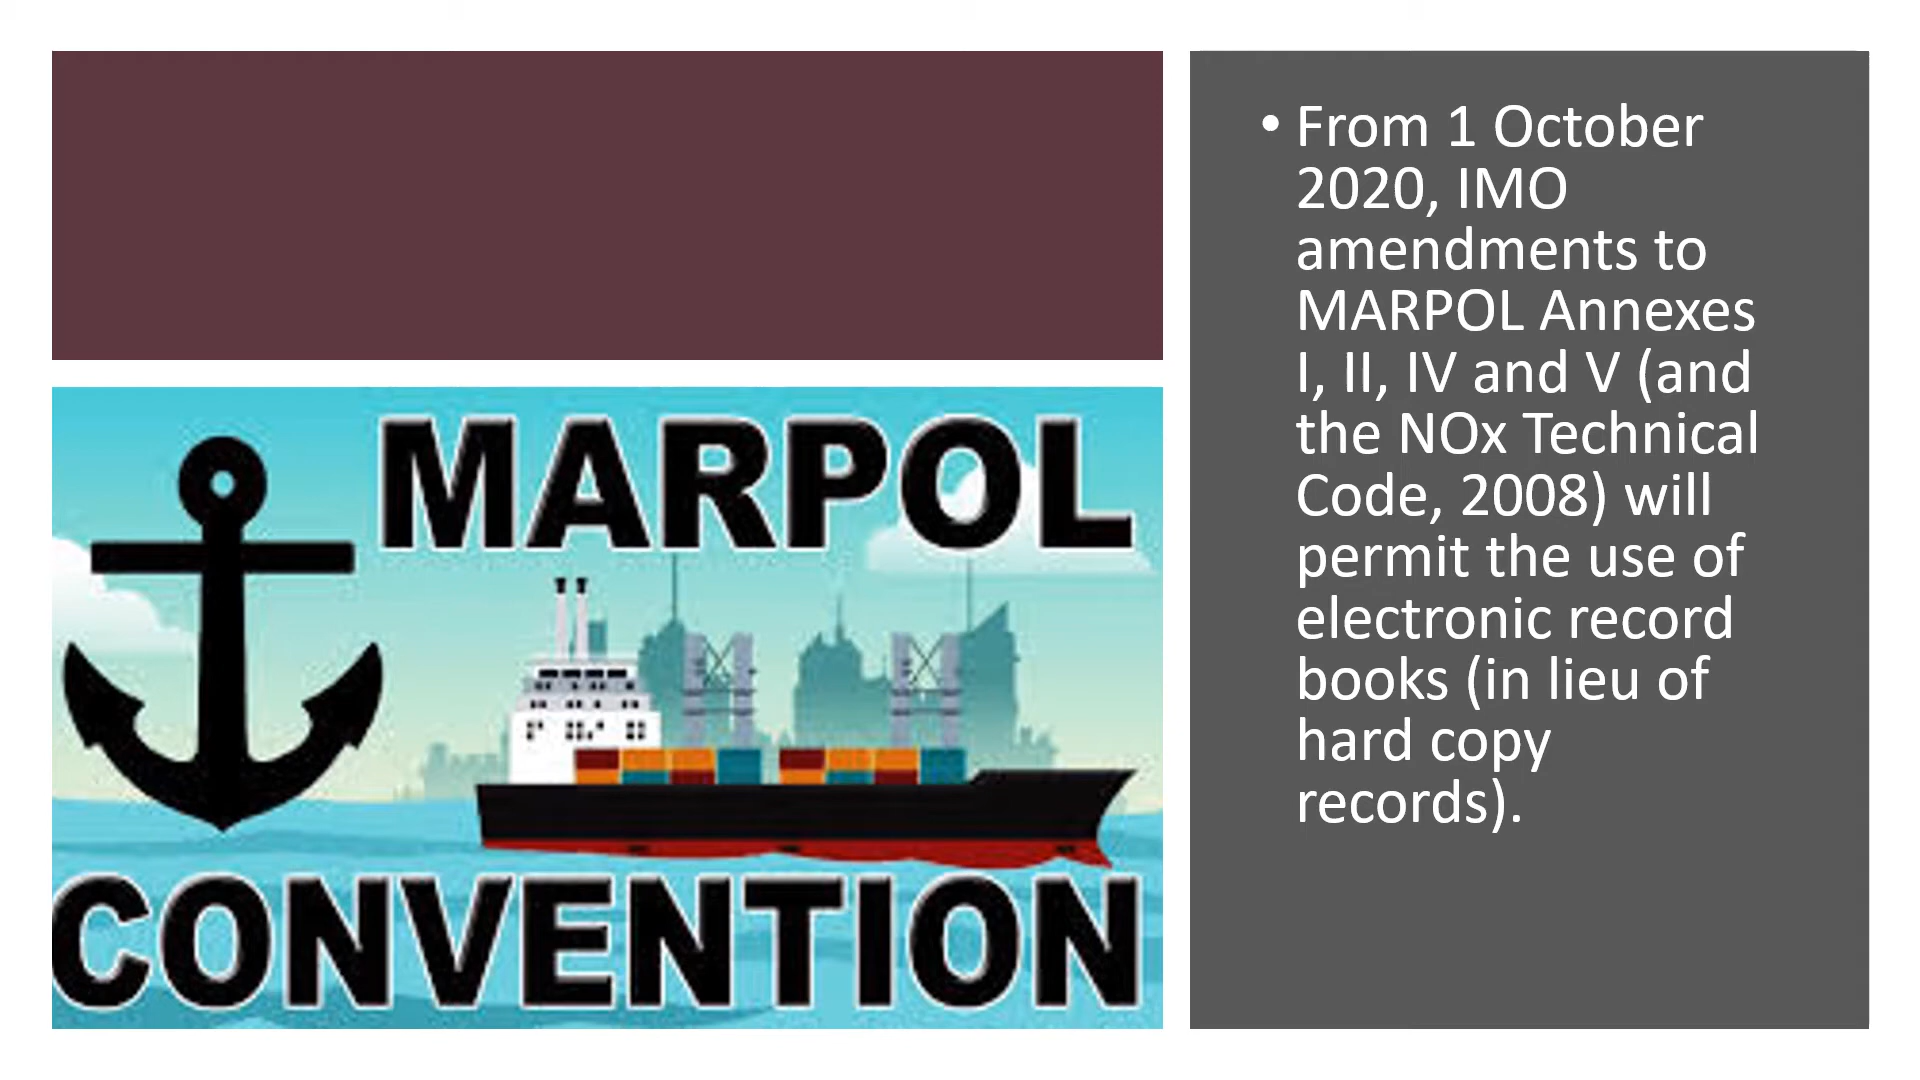 MARPOL
CONVENTION
• From 1 October
2020, IMO
amendments to
MARPOL Annexes
I, II, IV and V (and
the NOx Technical
Code, 2008) will
permit the use of
electronic record
books (in lieu of
hard copy
records).